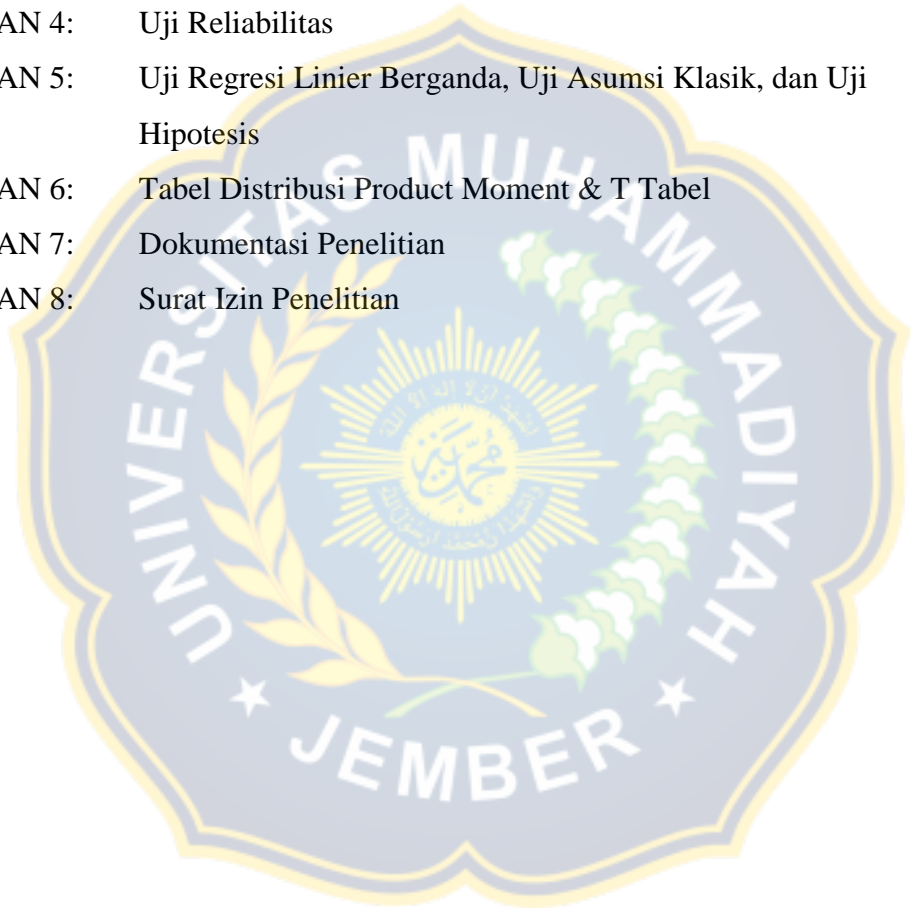 AN 4: Uji Reliabilitas
AN 5: Uji Regresi Linier Berganda, Uji Asumsi Klasik, dan Uji
Hipotesis
AN 6: Tabel Distribusi Product Moment & T Tabel
AN 7: Dokumentasi Penelitian
AN 8: Surat Izin Penelitian
UNIVERSITAS MUHAMMADIYAH
JEMBER
محمد